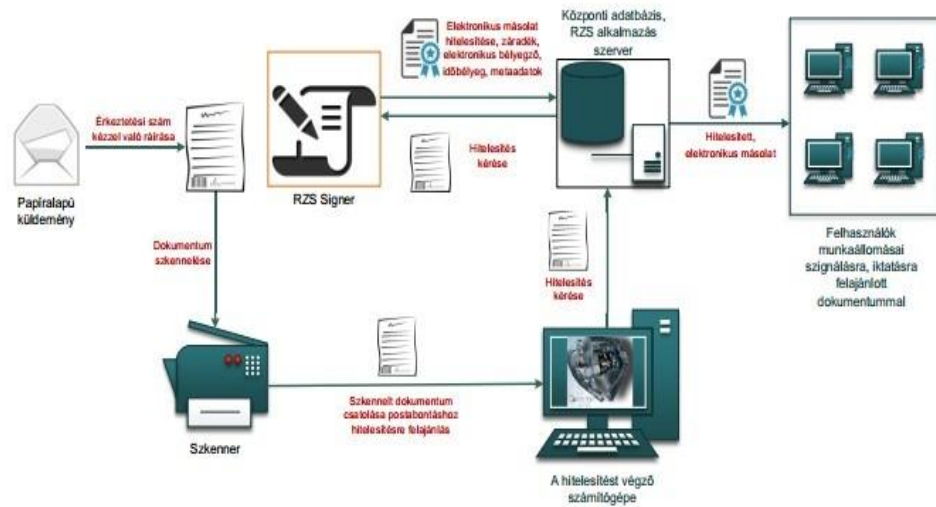 Papíralapú
küldemény
Érkeztetési szám
kézzel való ráírása
Dokumentum
szkennelése
Szkenner
Szkennelt dokumentum
csatolása postabontáshoz
hitelesítésre felajánlás
A hitelesítést végző
számítógépe
Hitelesítés
kérése
RZS Signer
Elektronikus másolat
hitelesítése, záradék,
elektronikus bélyegző,
időbélyeg, metaadatok
Hitelesítés
kérése
Központi adatbázis,
RZS alkalmazás
szerver
Hitelesített,
elektronikus másolat
Felhasználók
munkaállomásai
szignálásra, iktatásra
felajánlott
dokumentummal